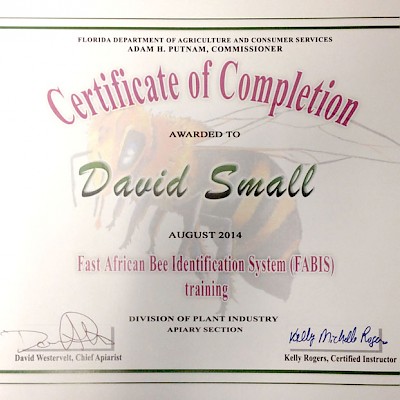 FLORIDA DEPARTMENT OF AGRICULTURE AND CONSUMER SERVICES
ADAM H. PUTNAM, COMMISSIONER
Certificate of Completion
AWARDED TO
David Small
AUGUST 2014
Fast African Bee Identification System (FABIS)
training
DIVISION OF PLANT INDUSTRY
APIARY SECTION
Kelly Michelle Rogers
David Westervelt, Chief Apiarist
Kelly Rogers, Certified Instructor